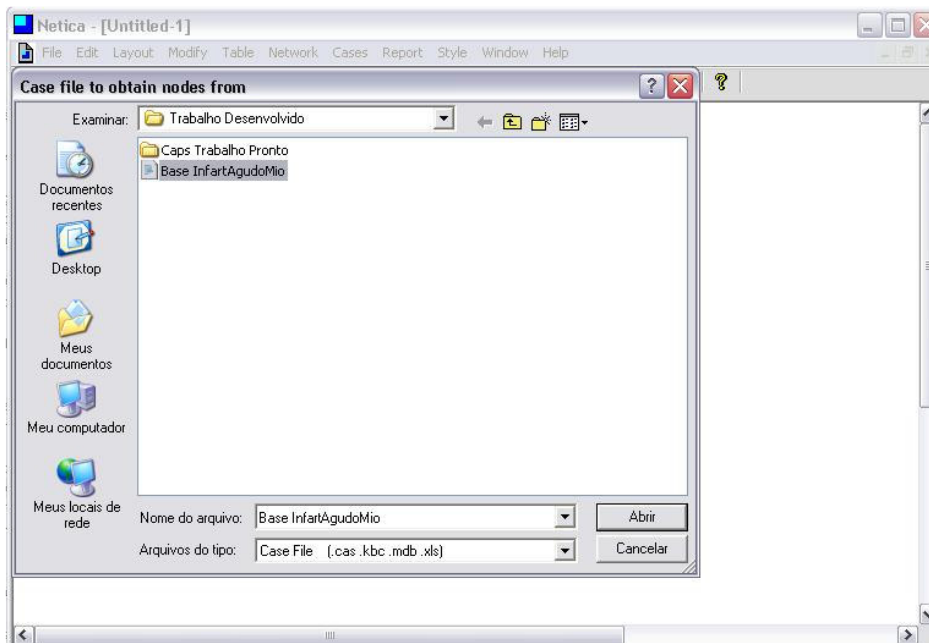 Netica - [Untitled-1]
File Edit Layout Modify Table Network Cases Report Style Window Help
Case file to obtain nodes from
Examinar: Trabalho Desenvolvido
Caps Trabalho Pronto
Base InfartAgudoMio
Documentos
recentes
Desktop
Meus
documentos
Meu computador
Meus locais de
rede
Nome do arquivo: Base InfartAgudoMio Abrir
Arquivos do tipo: Case File (.cas .kbc .mdb .xls) Cancelar